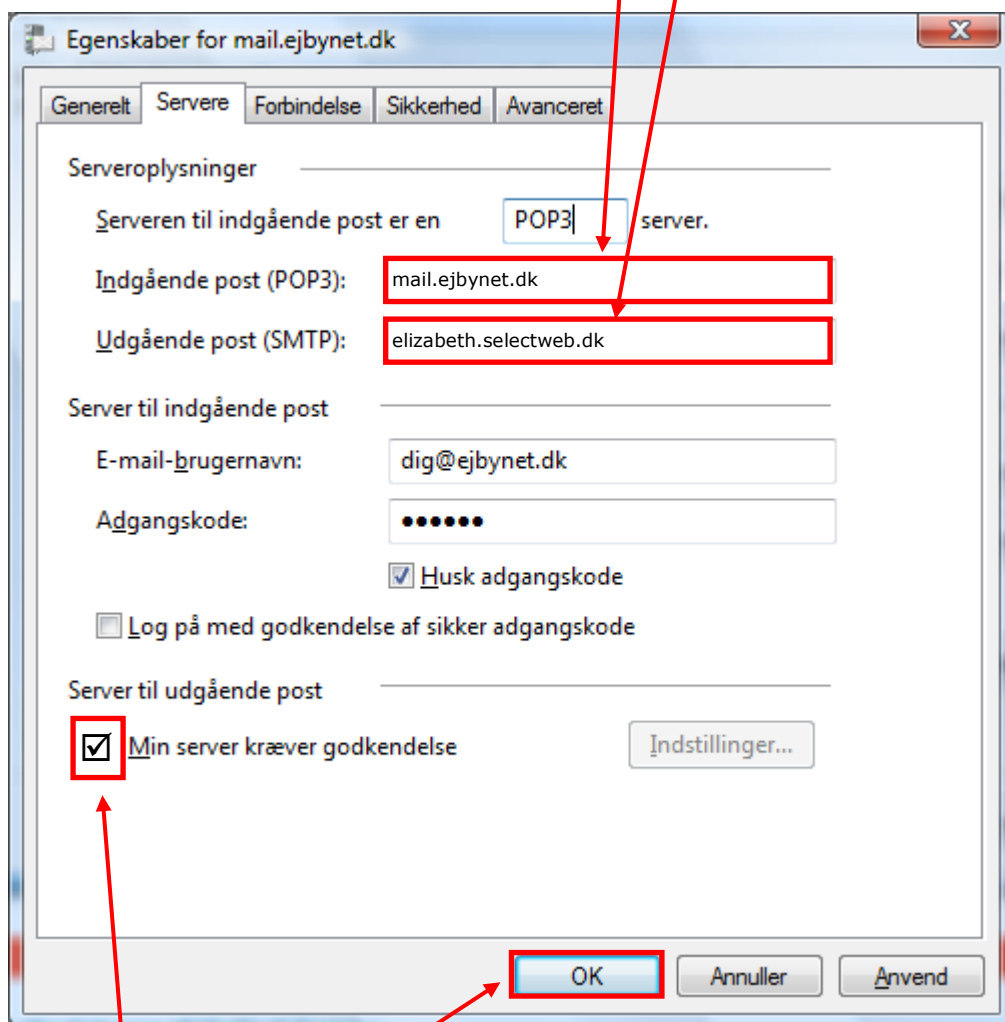 Egenskaber for mail.ejbynet.dk
Generelt Servere Forbindelse Sikkerhed Avanceret
Serveroplysninger
Serveren til indgående post er en POP3 server.
Indgående post (POP3): mail.ejbynet.dk
Udgående post (SMTP): elizabeth.selectweb.dk
Server til indgående post
E-mail-brugernavn: dig@ejbynet.dk
Adgangskode: ••••••
Husk adgangskode
Log på med godkendelse af sikker adgangskode
Server til udgående post
Min server kræver godkendelse Indstillinger...
OK Annuller Anvend